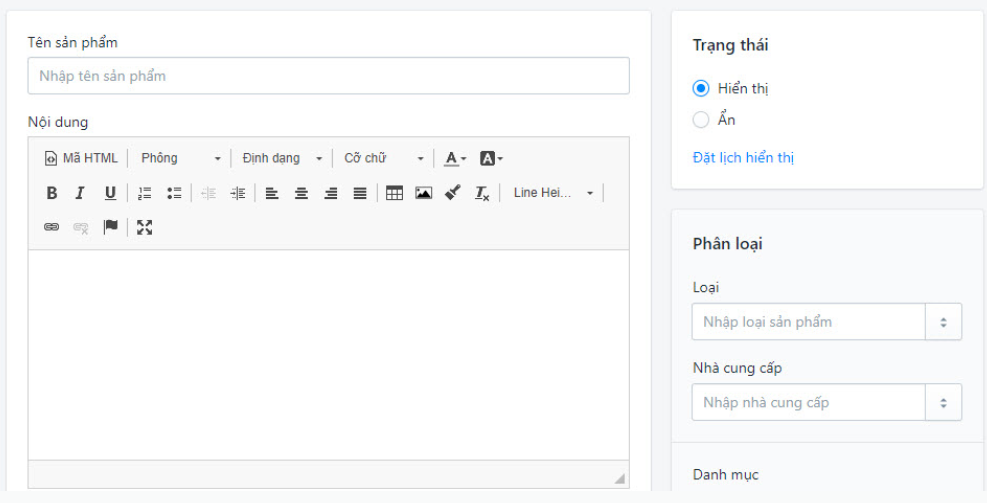 Tên sản phẩm
Nhập tên sản phẩm
Nội dung
Mã HTML Phông Định dạng Cỡ chữ A A
B I U Line Hei...
Trạng thái
Hiển thị
Ẩn
Đặt lịch hiển thị
Phân loại
Loại
Nhập loại sản phẩm
Nhà cung cấp
Nhập nhà cung cấp
Danh mục